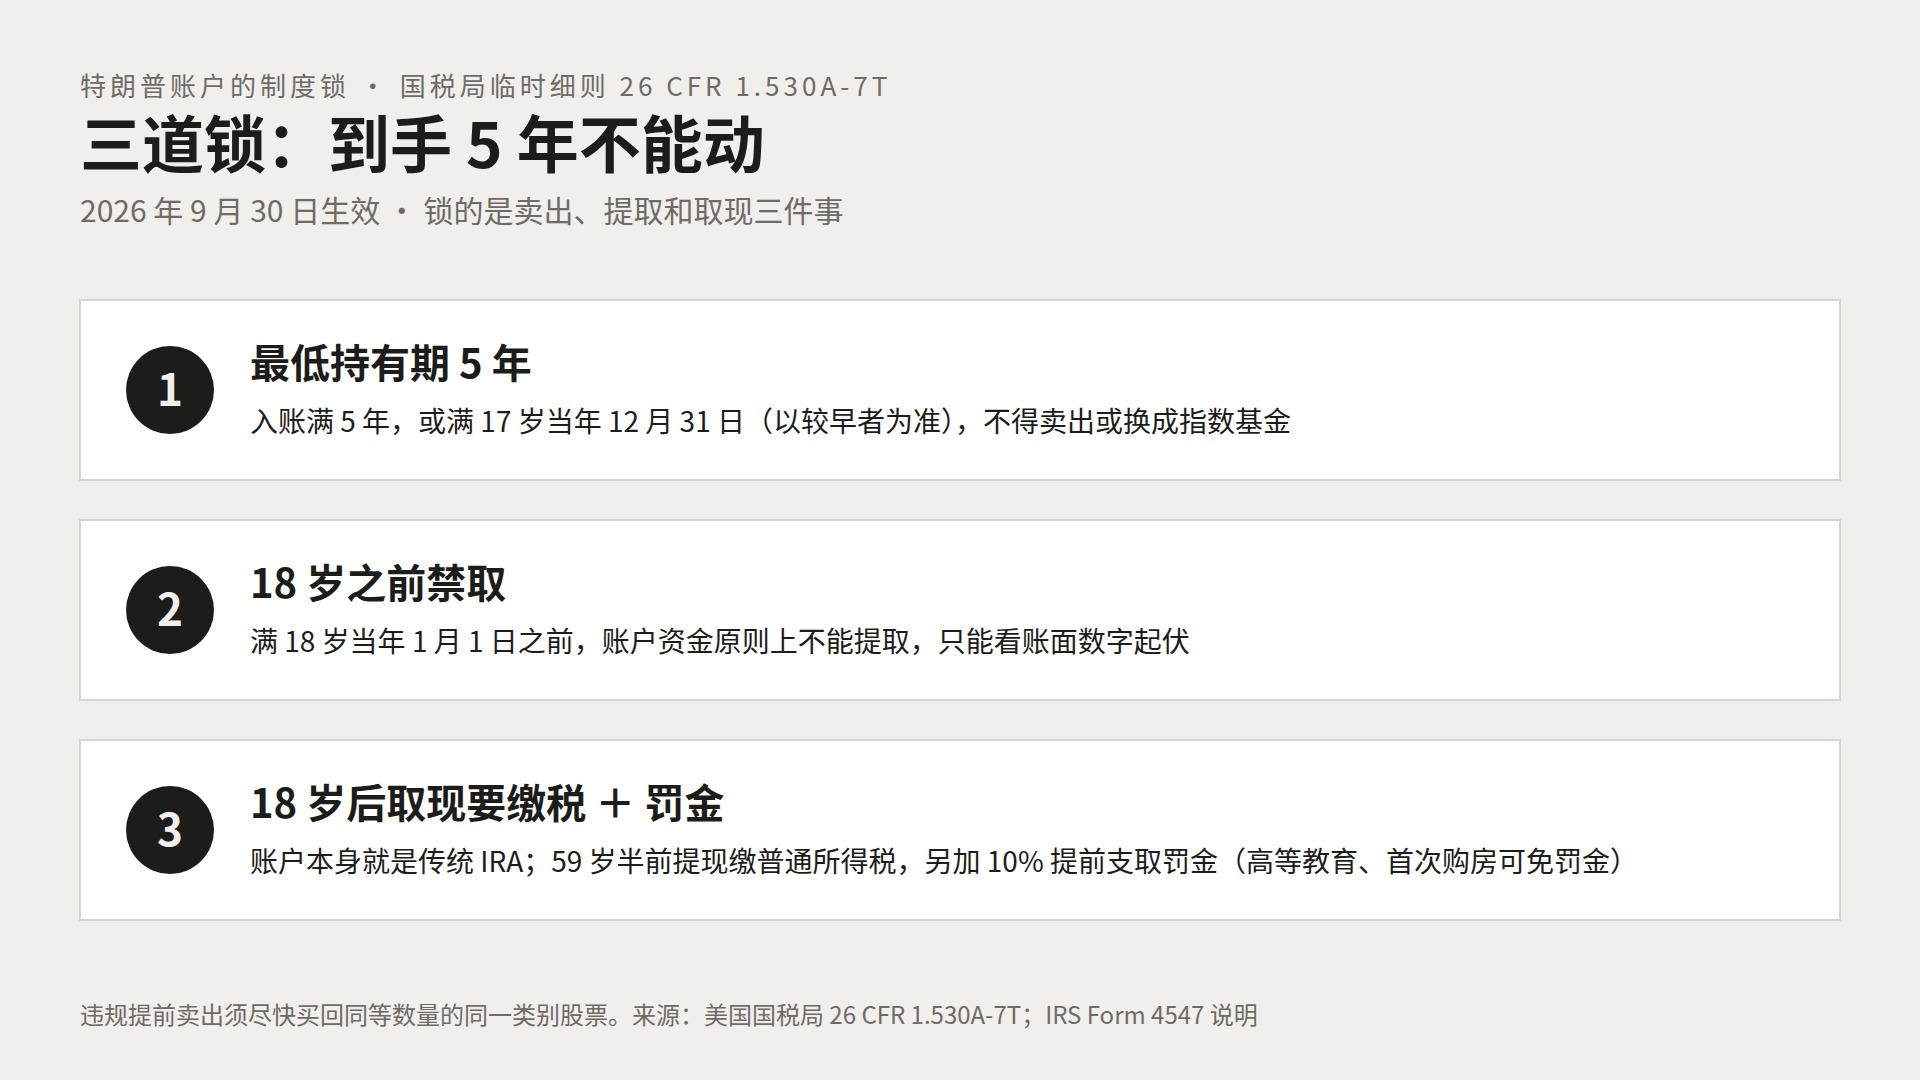 特朗普账户的制度锁 · 国税局临时细则 26 CFR 1.530A-7T
三道锁：到手 5 年不能动
2026 年 9 月 30 日生效 · 锁的是卖出、提取和取现三件事
1
最低持有期 5 年
入账满 5 年，或满 17 岁当年 12 月 31 日（以较早者为准），不得卖出或换成指数基金
2
18 岁之前禁取
满 18 岁当年 1 月 1 日之前，账户资金原则上不能提取，只能看账面数字起伏
3
18 岁后取现要缴税 ＋ 罚金
账户本身就是传统 IRA；59 岁半前提现缴普通所得税，另加 10% 提前支取罚金（高等教育、首次购房可免罚金）
违规提前卖出须尽快买回同等数量的同一类别股票。来源：美国国税局 26 CFR 1.530A-7T；IRS Form 4547 说明